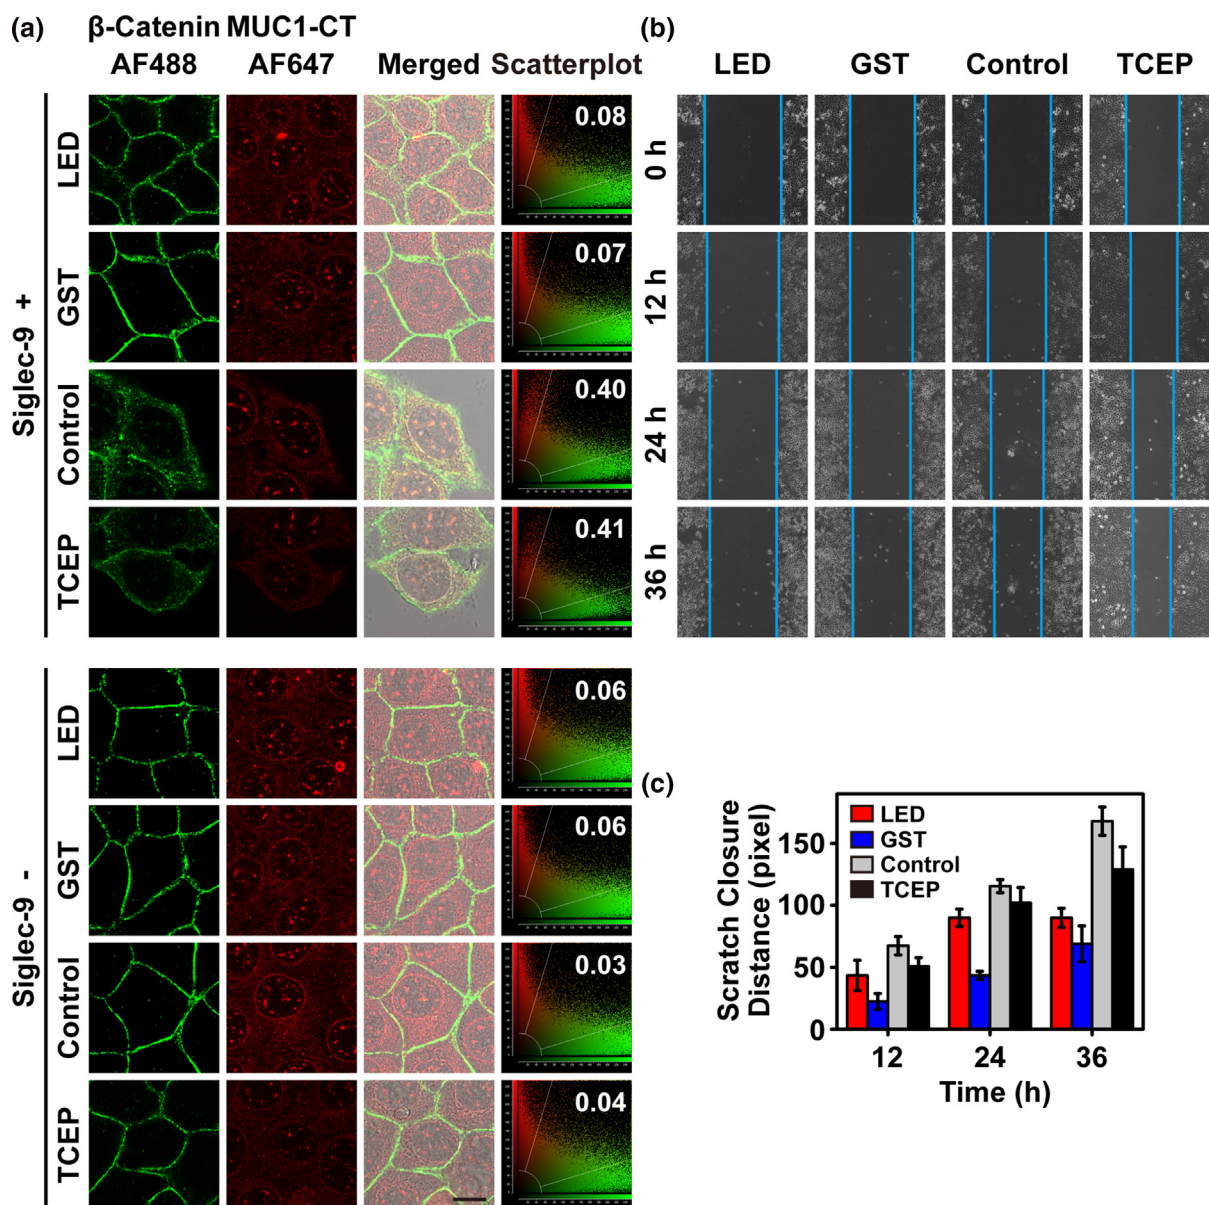 (a) β-Catenin MUC1-CT
AF488 AF647 Merged Scatterplot
Siglec-9 +
LED
0.08
GST
0.07
Control
0.40
TCEP
0.41
Siglec-9 -
LED
0.06
GST
0.06
Control
0.03
TCEP
0.04
(b)
LED GST Control TCEP
0 h
12 h
24 h
36 h
(c)
Scratch Closure
Distance (pixel)
150
100
50
0
LED
GST
Control
TCEP
12 24 36
Time (h)